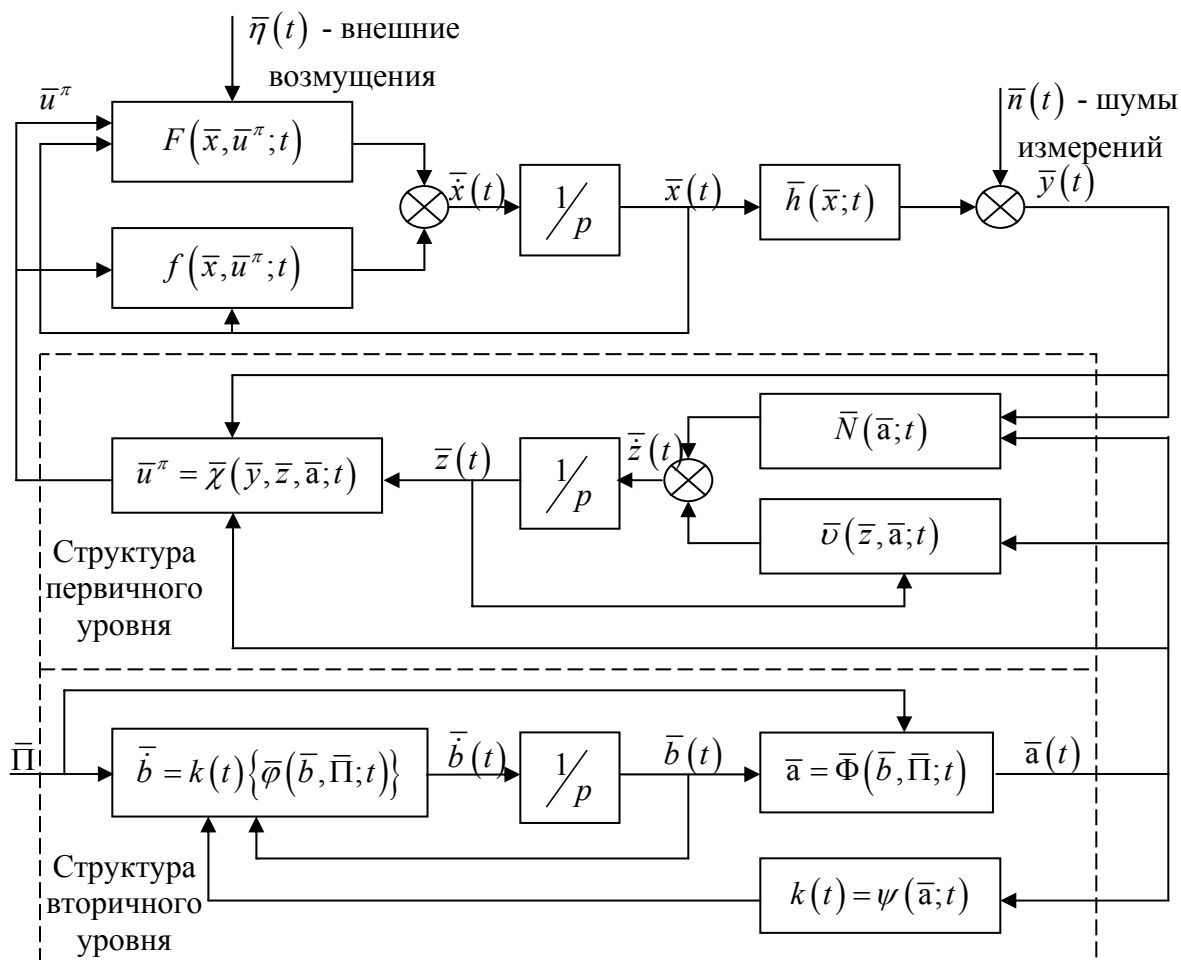 η̅(t) - внешние
возмущения
u̅^π
F(x̅,u̅^π;t)
n̅(t) - шумы
измерений
ẋ̅(t)
1/p
x̅(t)
h̅(x̅;t)
y̅(t)
f(x̅,u̅^π;t)
N̅(a̅;t)
u̅^π = χ̅(y̅,z̅,a̅;t)
z̅(t)
1/p
ż̅(t)
υ̅(z̅,a̅;t)
Структура
первичного
уровня
Π̅
ḃ̅ = k(t){φ̅(b̅,Π̅;t)}
ḃ̅(t)
1/p
b̅(t)
a̅ = Φ̅(b̅,Π̅;t)
a̅(t)
Структура
вторичного
уровня
k(t) = ψ(a̅;t)